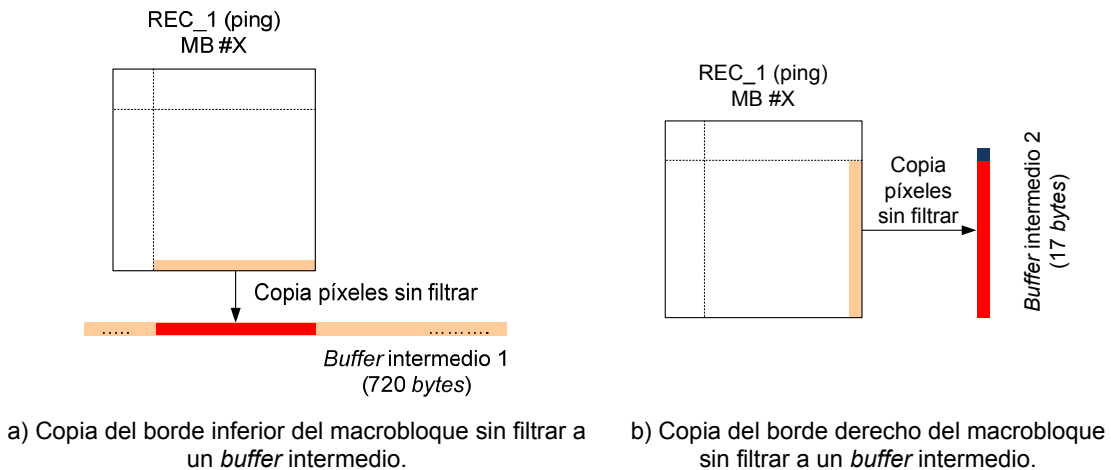 REC_1 (ping)
MB #X
Copia píxeles sin filtrar
.....
..........
Buffer intermedio 1
(720 bytes)
a) Copia del borde inferior del macrobloque sin filtrar a
un buffer intermedio.
REC_1 (ping)
MB #X
Copia
píxeles
sin filtrar
Buffer intermedio 2
(17 bytes)
b) Copia del borde derecho del macrobloque
sin filtrar a un buffer intermedio.